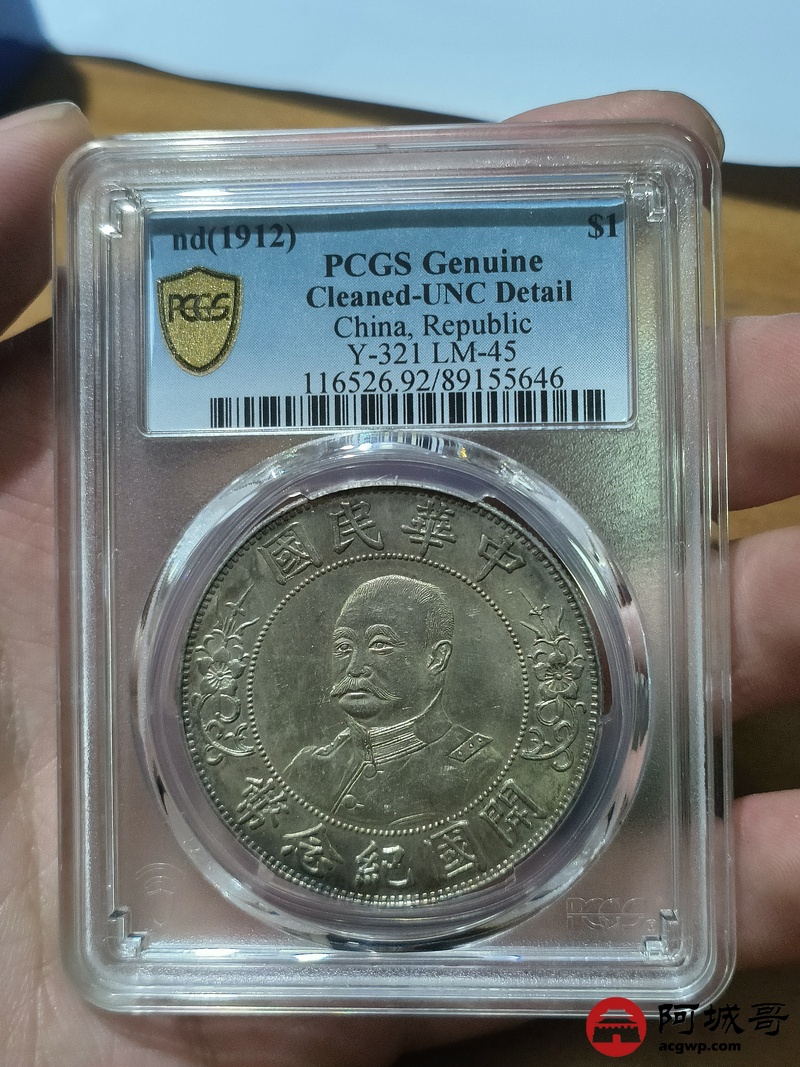 nd(1912) $1
PCGS Genuine
Cleaned-UNC Detail
China, Republic
Y-321 LM-45
116526.92/89155646
PCGS
國民華中
幣念紀國開
PCGS
阿城哥
acgwp.com